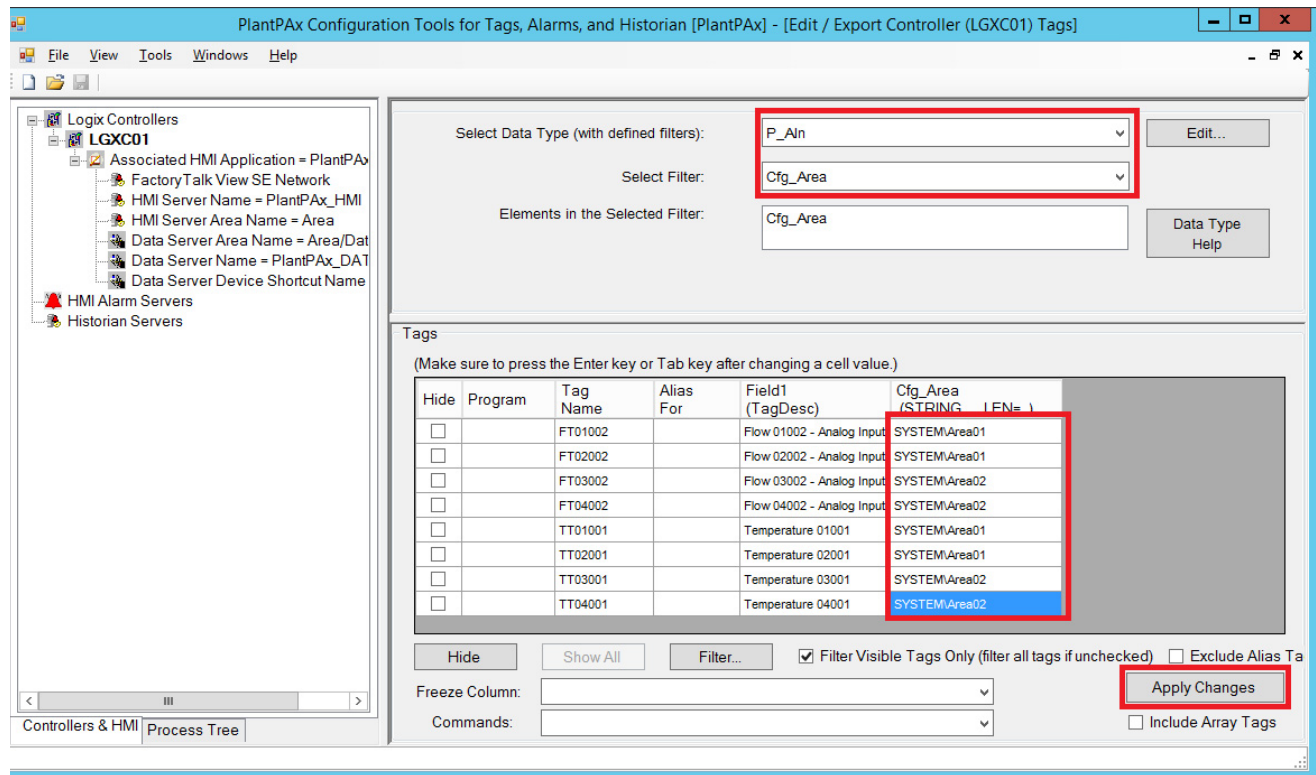 PlantPAx Configuration Tools for Tags, Alarms, and Historian [PlantPAx] - [Edit / Export Controller (LGXC01) Tags]
File View Tools Windows Help
Logix Controllers
LGXC01
Associated HMI Application = PlantPAx
FactoryTalk View SE Network
HMI Server Name = PlantPAx_HMI
HMI Server Area Name = Area
Data Server Area Name = Area/Dat
Data Server Name = PlantPAx_DAT
Data Server Device Shortcut Name
HMI Alarm Servers
Historian Servers
Controllers & HMI Process Tree
Select Data Type (with defined filters): P_AIn Edit...
Select Filter: Cfg_Area
Elements in the Selected Filter: Cfg_Area
Data Type
Help
Tags
(Make sure to press the Enter key or Tab key after changing a cell value.)
Hide Program Tag Name Alias For Field1 (TagDesc) Cfg_Area (STRING__LEN=_)
FT01002 Flow 01002 - Analog Input SYSTEM\Area01
FT02002 Flow 02002 - Analog Input SYSTEM\Area01
FT03002 Flow 03002 - Analog Input SYSTEM\Area02
FT04002 Flow 04002 - Analog Input SYSTEM\Area02
TT01001 Temperature 01001 SYSTEM\Area01
TT02001 Temperature 02001 SYSTEM\Area01
TT03001 Temperature 03001 SYSTEM\Area02
TT04001 Temperature 04001 SYSTEM\Area02
Hide Show All Filter... Filter Visible Tags Only (filter all tags if unchecked) Exclude Alias Ta
Freeze Column: Apply Changes
Commands: Include Array Tags